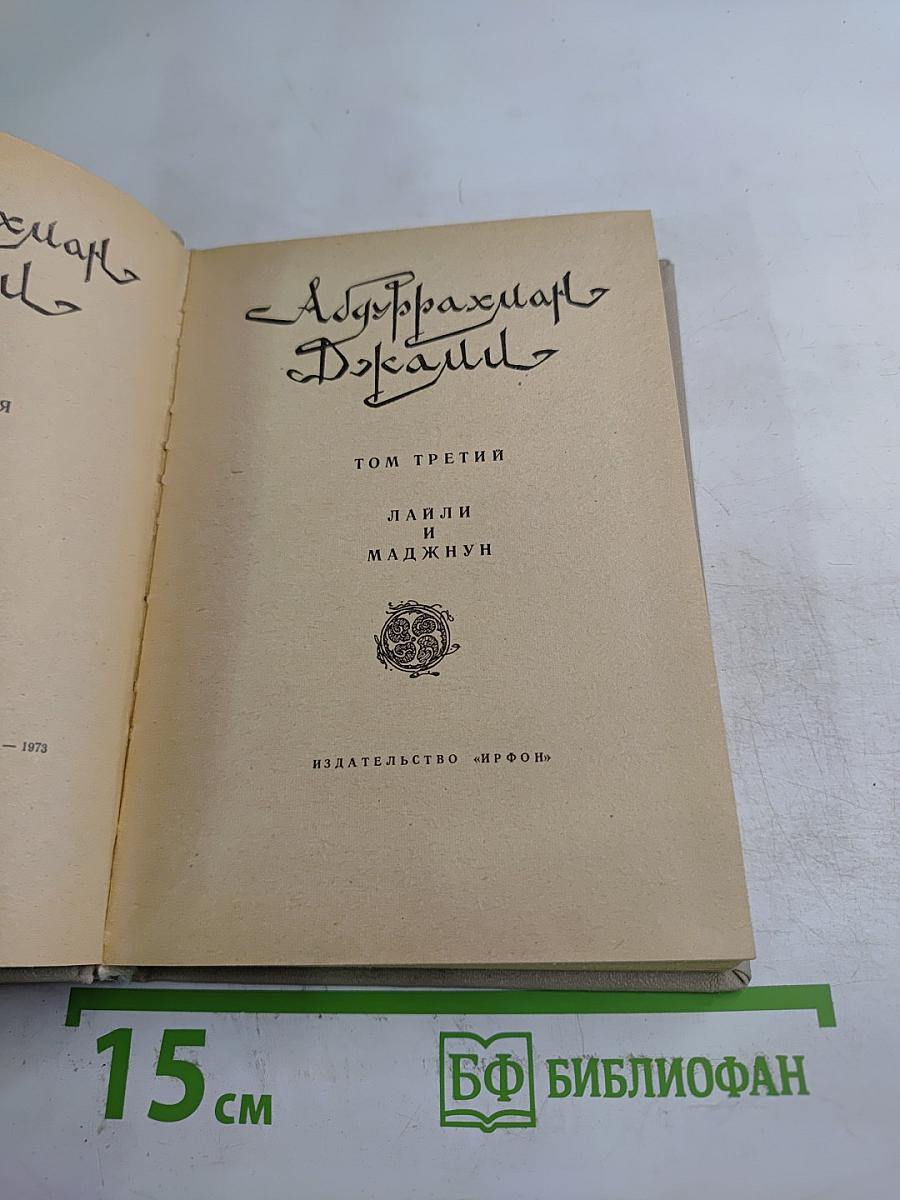 Абдуррахман
Джами
ТОМ ТРЕТИЙ
ЛАЙЛИ
И
МАДЖНУН
ИЗДАТЕЛЬСТВО «ИРФОН»
— 1973
15 см
БФ БИБЛИОФАН